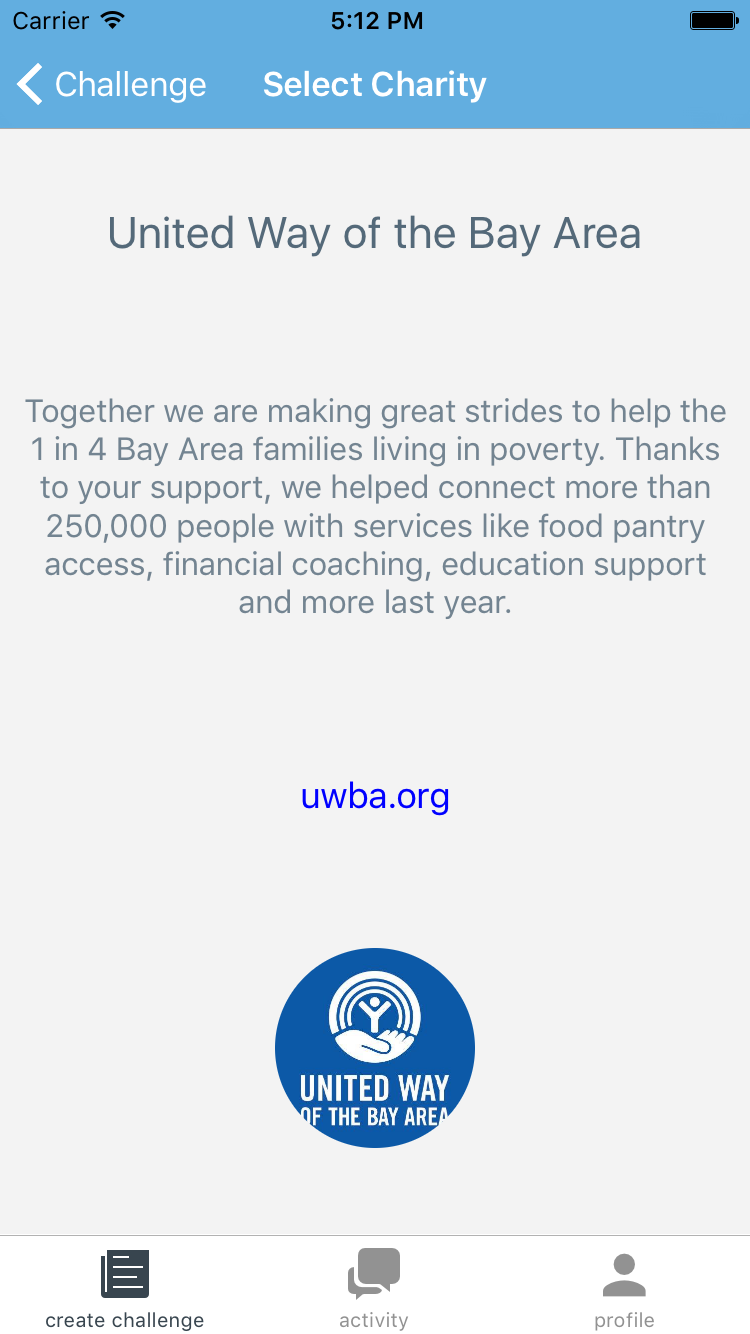 Carrier 5:12 PM
Challenge Select Charity
United Way of the Bay Area
Together we are making great strides to help the
1 in 4 Bay Area families living in poverty. Thanks
to your support, we helped connect more than
250,000 people with services like food pantry
access, financial coaching, education support
and more last year.
uwba.org
UNITED WAY
OF THE BAY AREA
create challenge activity profile